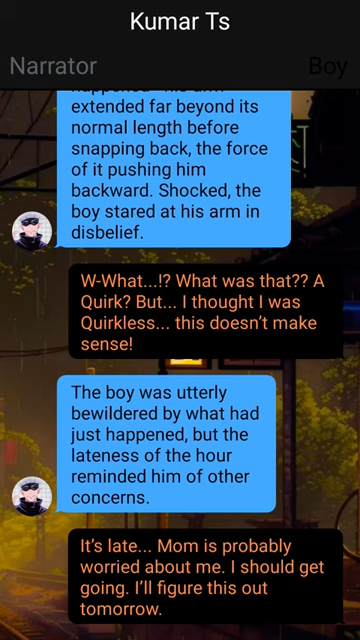 Kumar Ts
Narrator
Boy
extended far beyond its
normal length before
snapping back, the force
of it pushing him
backward. Shocked, the
boy stared at his arm in
disbelief.
W-What...!? What was that?? A
Quirk? But... I thought I was
Quirkless... this doesn't make
sense!
The boy was utterly
bewildered by what had
just happened, but the
lateness of the hour
reminded him of other
concerns.
It's late... Mom is probably
worried about me. I should get
going. I'll figure this out
tomorrow.